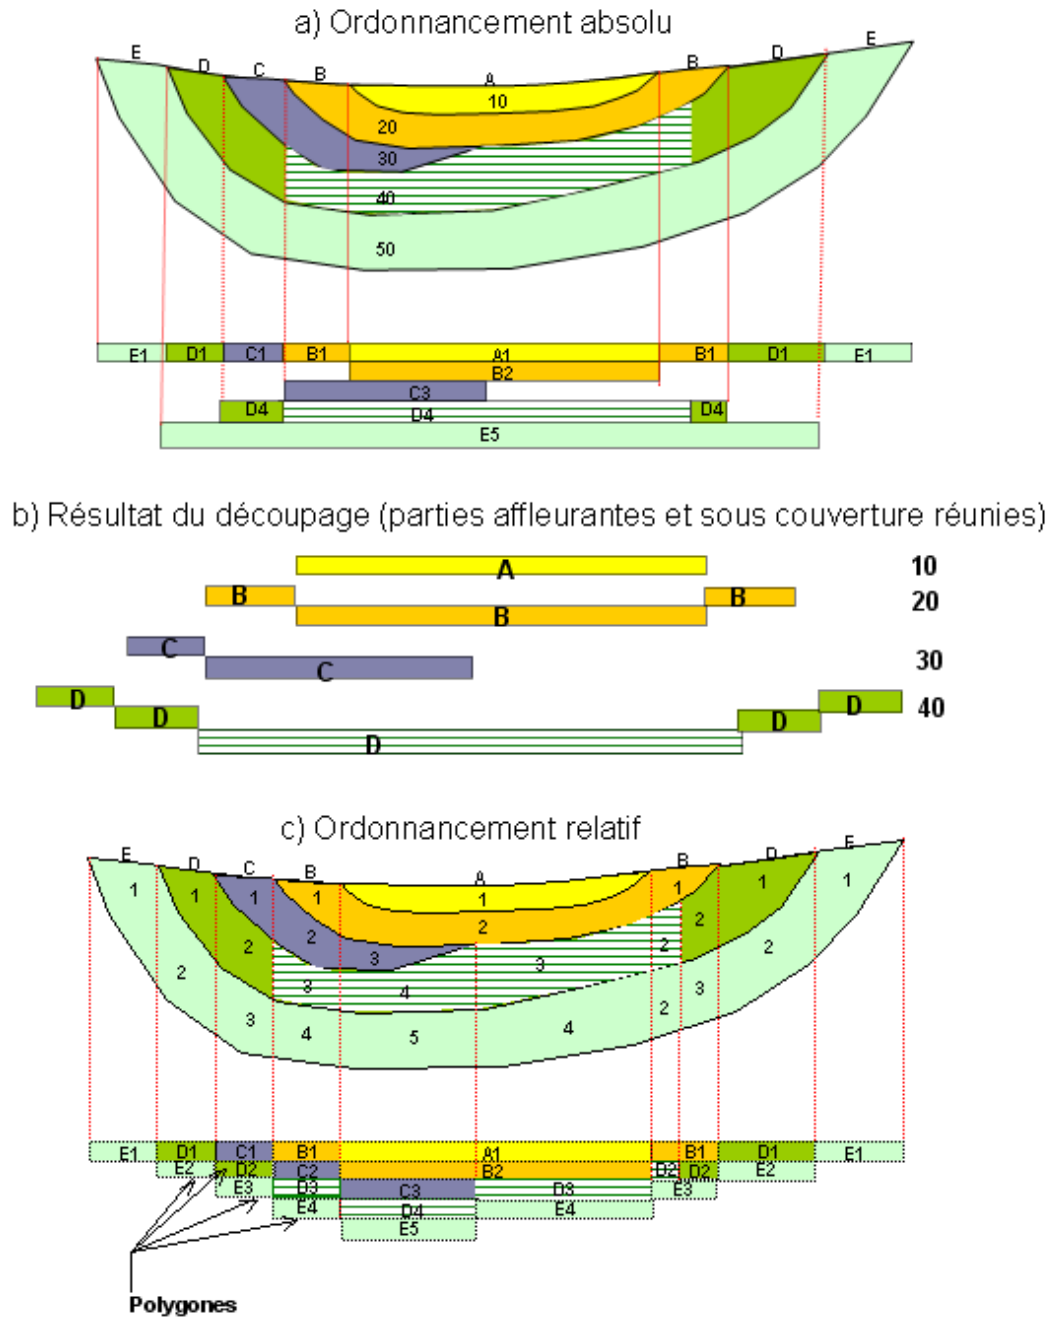 a) Ordonnancement absolu
E D C B A B D E
10
20
30
40
50
E1 D1 C1 B1 A1 B1 D1 E1
B2
C3
D4 D4 D4
E5
b) Résultat du découpage (parties affleurantes et sous couverture réunies)
A 10
B B 20
B
C 30
C
D D 40
D D
D
c) Ordonnancement relatif
E D C B A B D E
1 1 1 1 1 1 1 1
2 2 2 2 2 2 2
3 3 3
2 3 4 2 3
3 4 5 4
E1 D1 C1 B1 A1 B1 D1 E1
E2 D2 C2 B2 D2 D2 E2
E3 D3 C3 D3 E3
E4 D4 E4
E5
Polygones